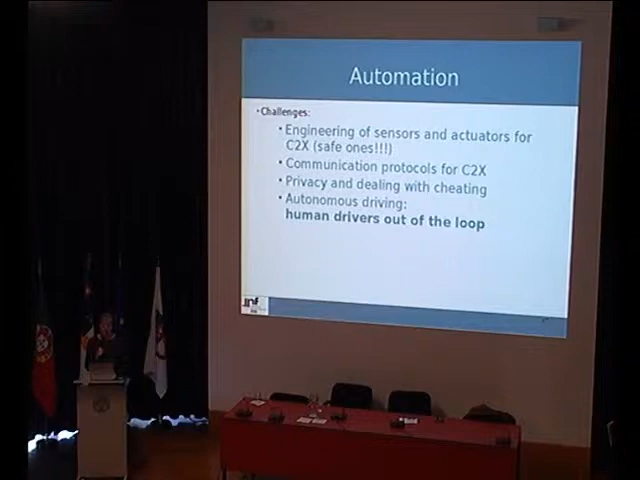 Automation
•Challenges:
•Engineering of sensors and actuators for
C2X (safe ones!!!)
•Communication protocols for C2X
•Privacy and dealing with cheating
•Autonomous driving:
human drivers out of the loop